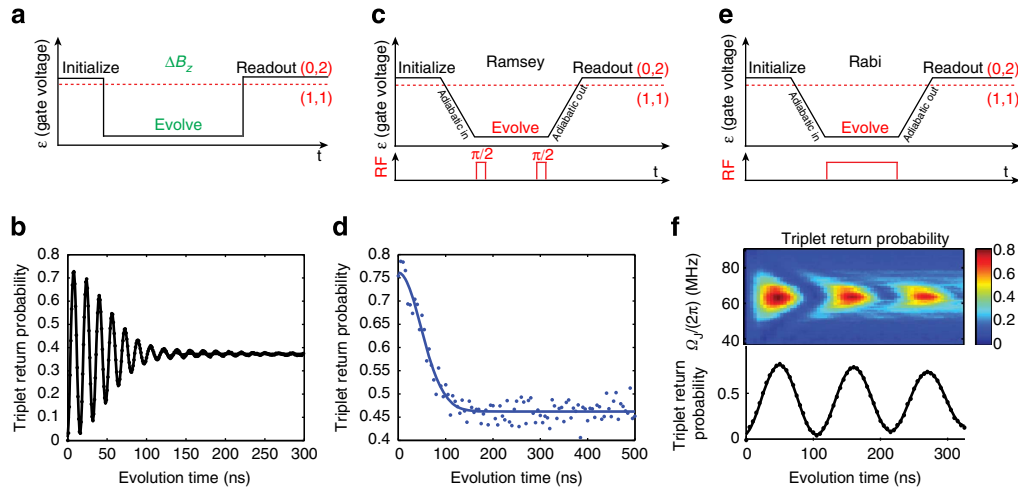 a
ΔB_z
Initialize
Readout (0,2)
(1,1)
Evolve
ε (gate voltage)
t
c
Initialize
Ramsey
Readout (0,2)
(1,1)
Adiabatic in
Evolve
Adiabatic out
ε (gate voltage)
π/2 π/2
RF
t
e
Initialize
Rabi
Readout (0,2)
(1,1)
Adiabatic in
Evolve
Adiabatic out
ε (gate voltage)
RF
t
b
Triplet return probability
0.8
0.7
0.6
0.5
0.4
0.3
0.2
0.1
0
0 50 100 150 200 250 300
Evolution time (ns)
d
Triplet return probability
0.8
0.75
0.7
0.65
0.6
0.55
0.5
0.45
0.4
0 100 200 300 400 500
Evolution time (ns)
f
Triplet return probability
Ω_J/(2π) (MHz)
80
60
40
0.8
0.6
0.4
0.2
0
Triplet return
probability
0.5
0
0 100 200 300
Evolution time (ns)